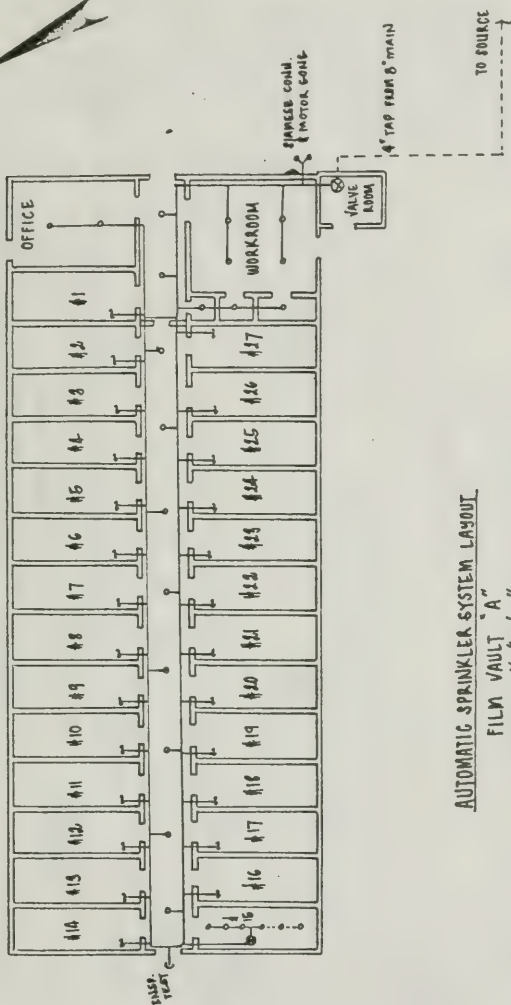 OFFICE
#1
#2
#3
#4
#5
#6
#7
#8
#9
#10
#11
#12
#13
#14
SIAMESE CONN.
& MOTOR GONG
4" TAP FROM 8" MAIN
TO SOURCE
VALVE
ROOM
WORKROOM
#27
#26
#25
#24
#23
#22
#21
#20
#19
#18
#17
#16
#15
INSP.
TEST
AUTOMATIC SPRINKLER SYSTEM LAYOUT
FILM VAULT "A"